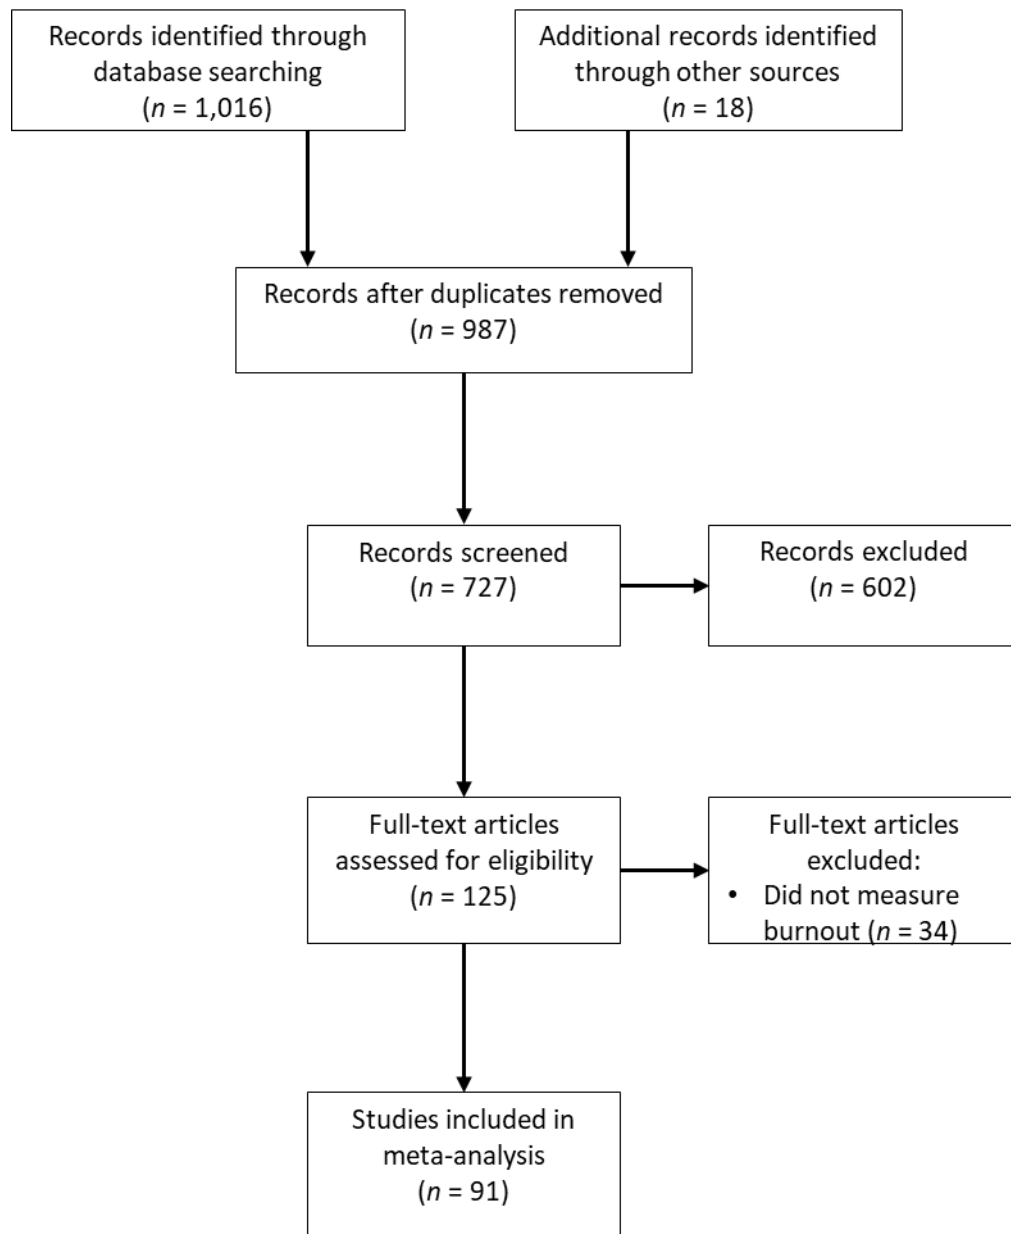 Records identified through
database searching
(n = 1,016)
Additional records identified
through other sources
(n = 18)
Records after duplicates removed
(n = 987)
Records screened
(n = 727)
Records excluded
(n = 602)
Full-text articles
assessed for eligibility
(n = 125)
Full-text articles
excluded:
• Did not measure
burnout (n = 34)
Studies included in
meta-analysis
(n = 91)